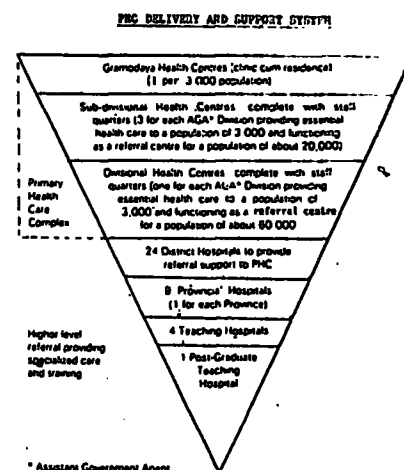 PHC DELIVERY AND SUPPORT SYSTEM
Gramodaya Health Centres (clinic cum residence)
(1 per 3 000 population)
Sub-divisional Health Centres complete with staff
quarters (3 for each AGA* Division providing essential
health care to a population of 3 000 and functioning
as a referral centre for a population of about 20,000)
Divisional Health Centres complete with staff
quarters (one for each AGA* Division providing
essential health care to a population of
3,000 and functioning as a referral centre
for a population of about 60 000
Primary
Health
Care
Complex
24 District Hospitals to provide
referral support to PHC
Provincial Hospitals
(1 for each Province)
4 Teaching Hospitals
1 Post-Graduate
Teaching
Hospital
Higher level
referral providing
specialized care
and training
* Assistant Government Agent